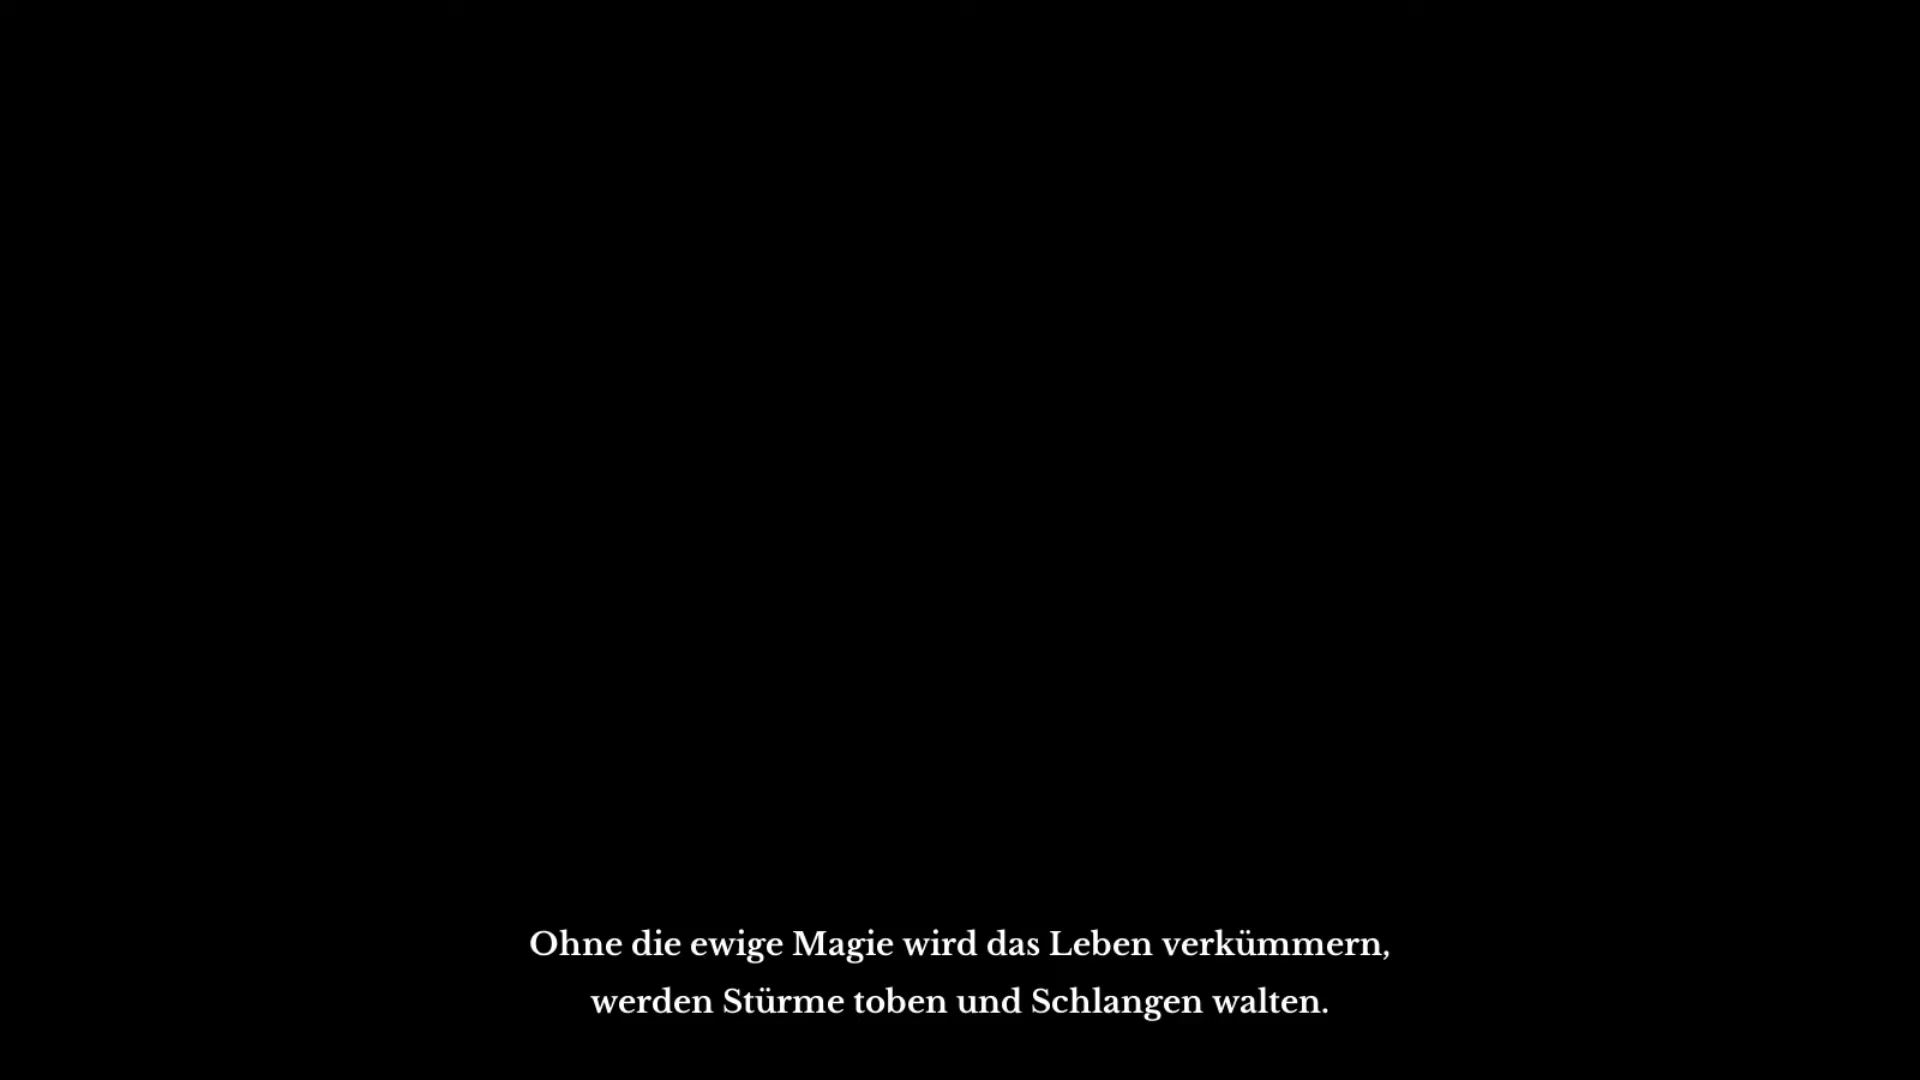 Ohne die ewige Magie wird das Leben verkümmern,
werden Stürme toben und Schlangen walten.